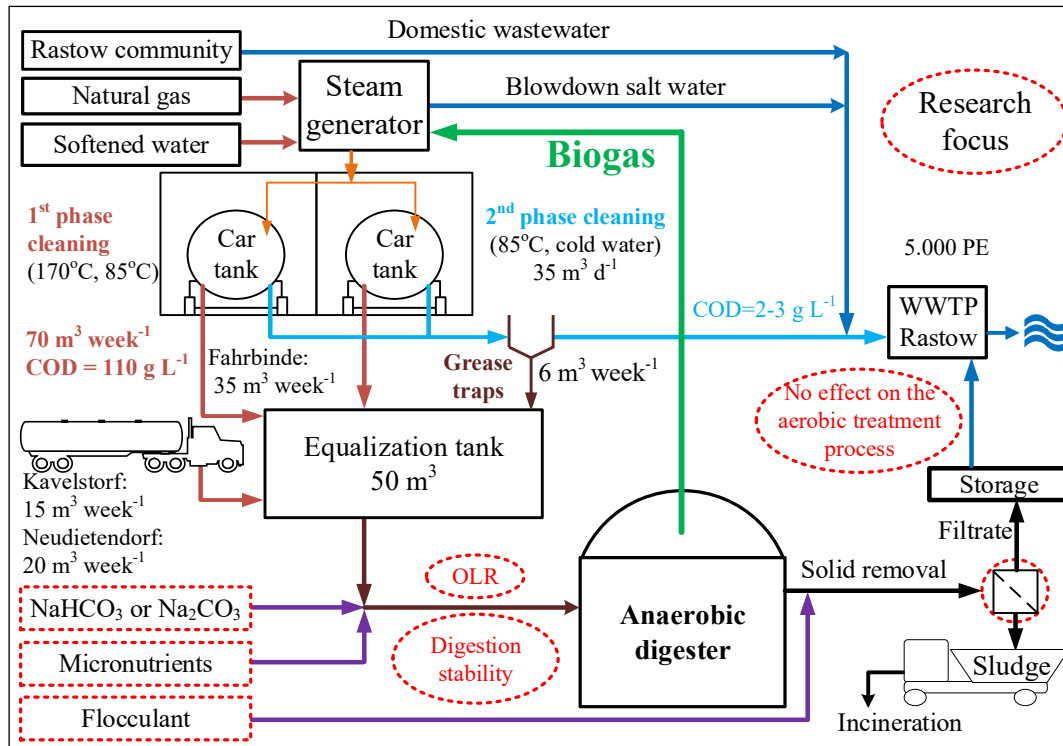 Rastow community
Domestic wastewater
Natural gas
Softened water
Steam
generator
Blowdown salt water
Research
focus
Biogas
1st phase
cleaning
(170°C, 85°C)
Car
tank
Car
tank
2nd phase cleaning
(85°C, cold water)
35 m³ d⁻¹
5.000 PE
COD=2-3 g L⁻¹
WWTP
Rastow
70 m³ week⁻¹
COD = 110 g L⁻¹
Fahrbinde:
35 m³ week⁻¹
Grease
traps
6 m³ week⁻¹
No effect on the
aerobic treatment
process
Equalization tank
50 m³
Kavelstorf:
15 m³ week⁻¹
Neudietendorf:
20 m³ week⁻¹
Storage
Filtrate
OLR
Solid removal
NaHCO₃ or Na₂CO₃
Anaerobic
digester
Digestion
stability
Micronutrients
Sludge
Flocculant
Incineration